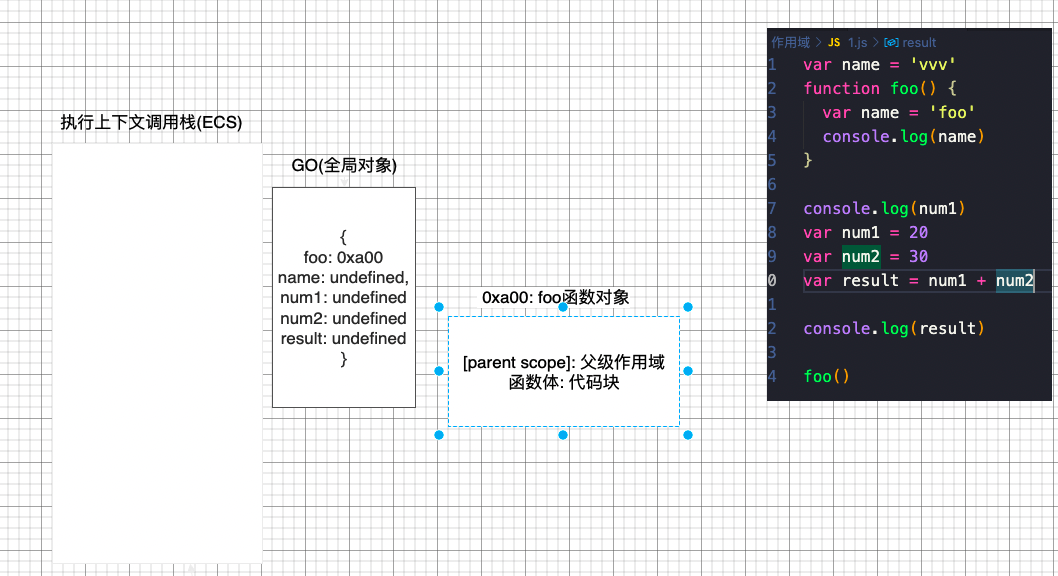 执行上下文调用栈(ECS)
GO(全局对象)
{
foo: 0xa00
name: undefined,
num1: undefined
num2: undefined
result: undefined
}
0xa00: foo函数对象
[parent scope]: 父级作用域
函数体: 代码块
作用域 > JS 1.js > result
1 var name = 'vvv'
2 function foo() {
3 var name = 'foo'
4 console.log(name)
5 }
6
7 console.log(num1)
8 var num1 = 20
9 var num2 = 30
0 var result = num1 + num2
1
2 console.log(result)
3
4 foo()